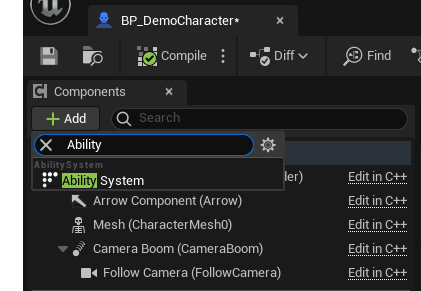 BP_DemoCharacter*
Compile
Diff
Find
Components
Add
Search
Ability
AbilitySystem
Ability System
Edit in C++
Arrow Component (Arrow)
Edit in C++
Mesh (CharacterMesh0)
Edit in C++
Camera Boom (CameraBoom)
Edit in C++
Follow Camera (FollowCamera)
Edit in C++